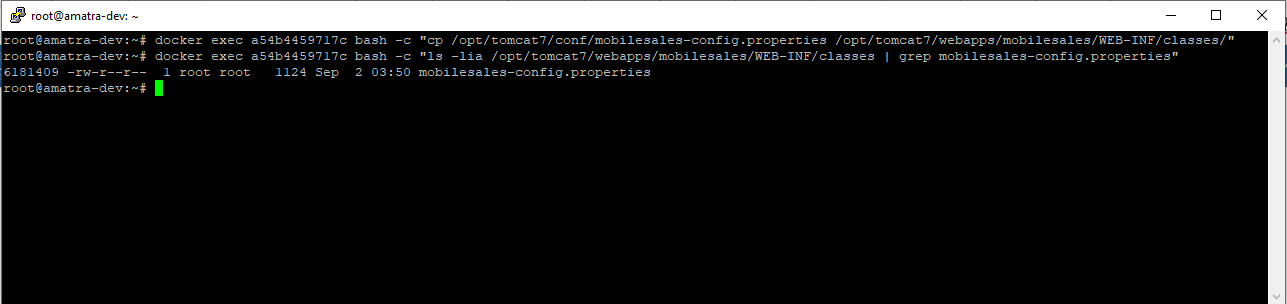 root@amatra-dev: ~
root@amatra-dev:~# docker exec a54b4459717c bash -c "cp /opt/tomcat7/conf/mobilesales-config.properties /opt/tomcat7/webapps/mobilesales/WEB-INF/classes/"
root@amatra-dev:~# docker exec a54b4459717c bash -c "ls -lia /opt/tomcat7/webapps/mobilesales/WEB-INF/classes | grep mobilesales-config.properties"
6181409 -rw-r--r--  1 root root   1124 Sep  2 03:50 mobilesales-config.properties
root@amatra-dev:~#